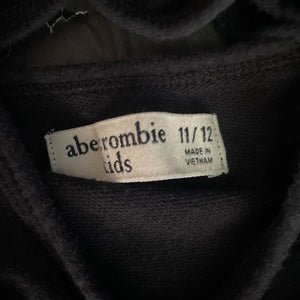 abercrombie 11/12
kids MADE IN
VIETNAM